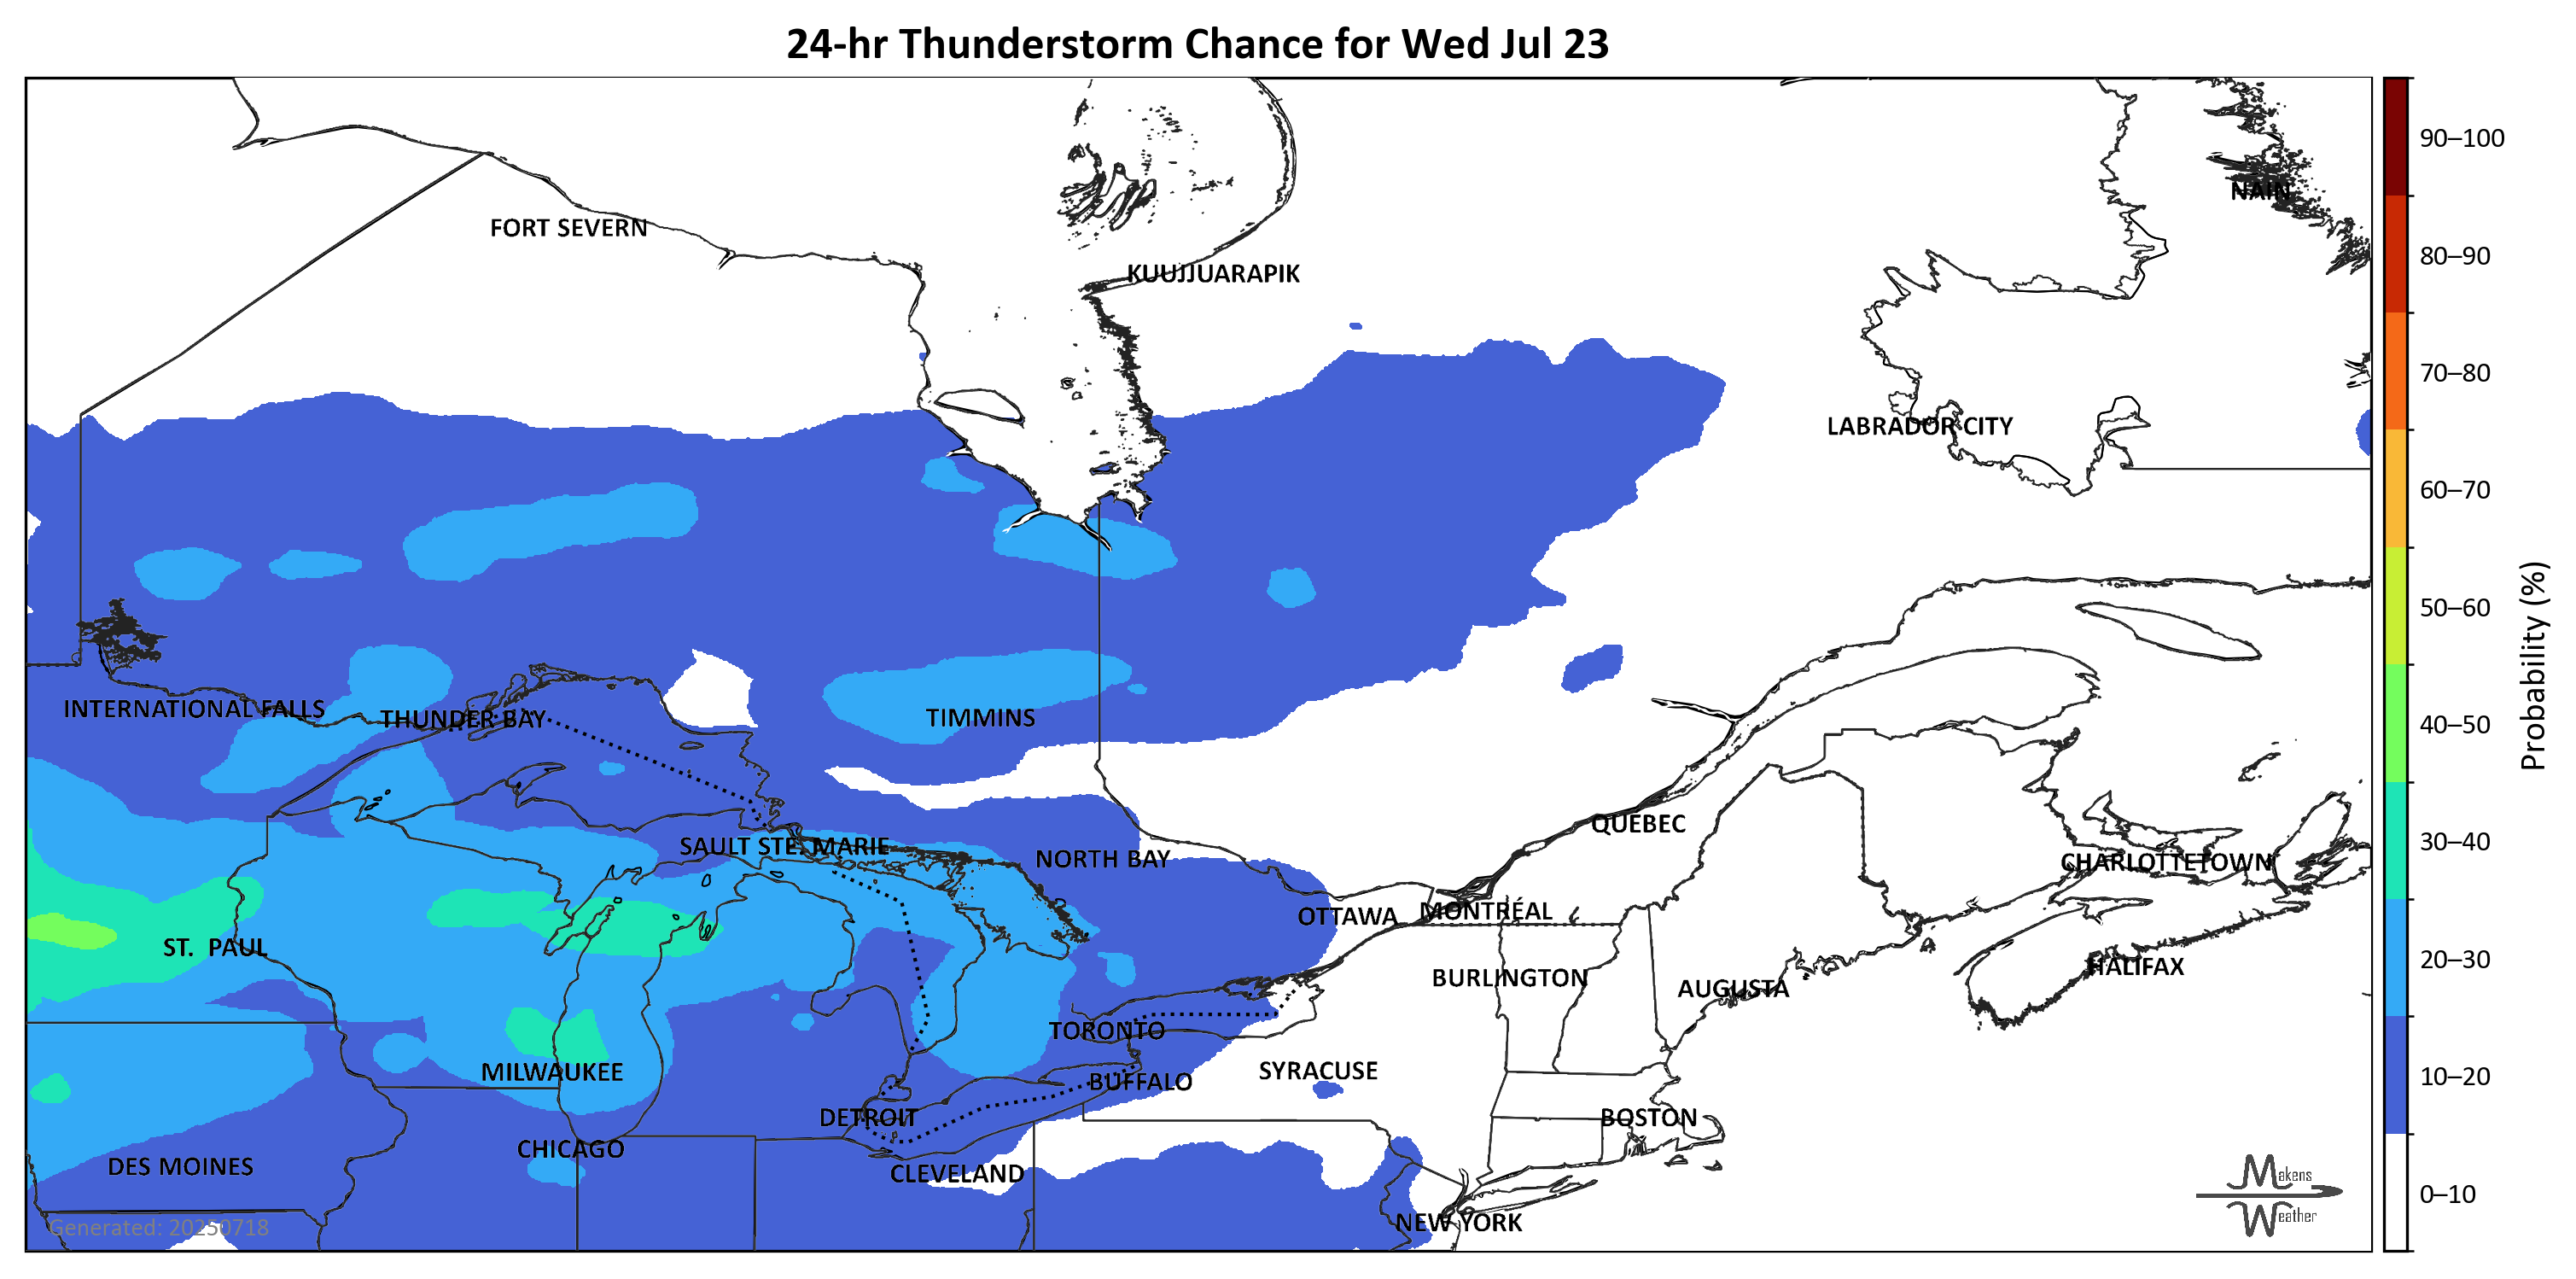 24-hr Thunderstorm Chance for Wed Jul 23
90–100
NAIN
FORT SEVERN
80–90
KUUJJUARAPIK
70–80
LABRADOR CITY
60–70
50–60
Probability (%)
INTERNATIONAL FALLS
THUNDER BAY
TIMMINS
40–50
QUÉBEC
SAULT STE. MARIE
30–40
NORTH BAY
CHARLOTTETOWN
OTTAWA
MONTRÉAL
ST. PAUL
20–30
HALIFAX
BURLINGTON
AUGUSTA
TORONTO
SYRACUSE
MILWAUKEE
10–20
BUFFALO
DETROIT
BOSTON
CHICAGO
DES MOINES
CLEVELAND
Makens
Weather
0–10
NEW YORK
Generated: 20250718